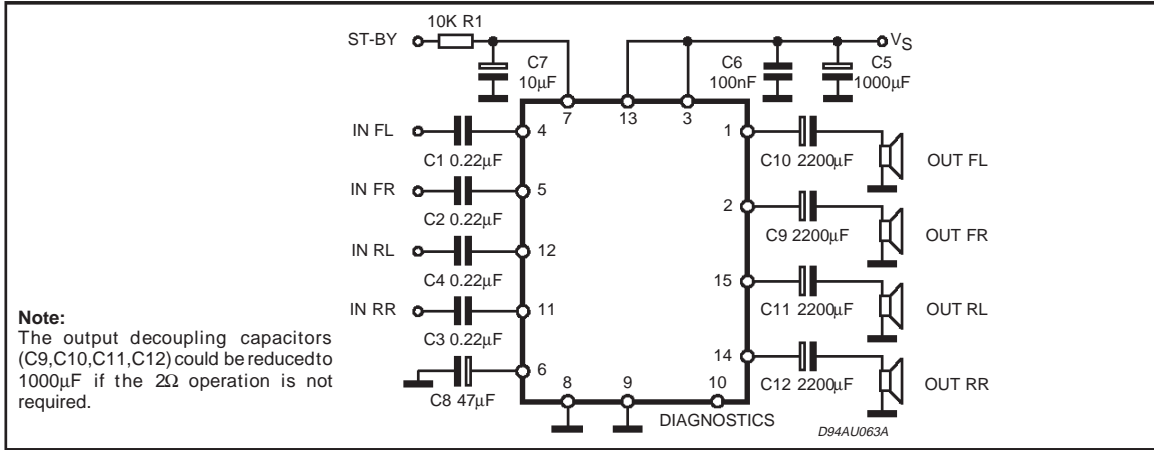 10K R1
ST-BY
C7
10μF
C6
100nF
C5
1000μF
VS
7
13
3
IN FL
C1 0.22μF
4
IN FR
C2 0.22μF
5
IN RL
C4 0.22μF
12
IN RR
C3 0.22μF
11
C8 47μF
6
1
C10 2200μF
OUT FL
2
C9 2200μF
OUT FR
15
C11 2200μF
OUT RL
14
C12 2200μF
OUT RR
8
9
10
DIAGNOSTICS
D94AU063A
Note:
The output decoupling capacitors
(C9,C10,C11,C12) could be reduced to
1000μF if the 2Ω operation is not
required.